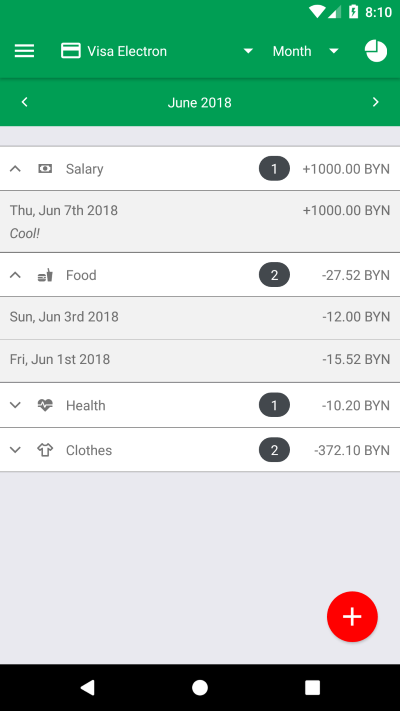 8:10
Visa Electron Month
June 2018
Salary 1 +1000.00 BYN
Thu, Jun 7th 2018 +1000.00 BYN
Cool!
Food 2 -27.52 BYN
Sun, Jun 3rd 2018 -12.00 BYN
Fri, Jun 1st 2018 -15.52 BYN
Health 1 -10.20 BYN
Clothes 2 -372.10 BYN